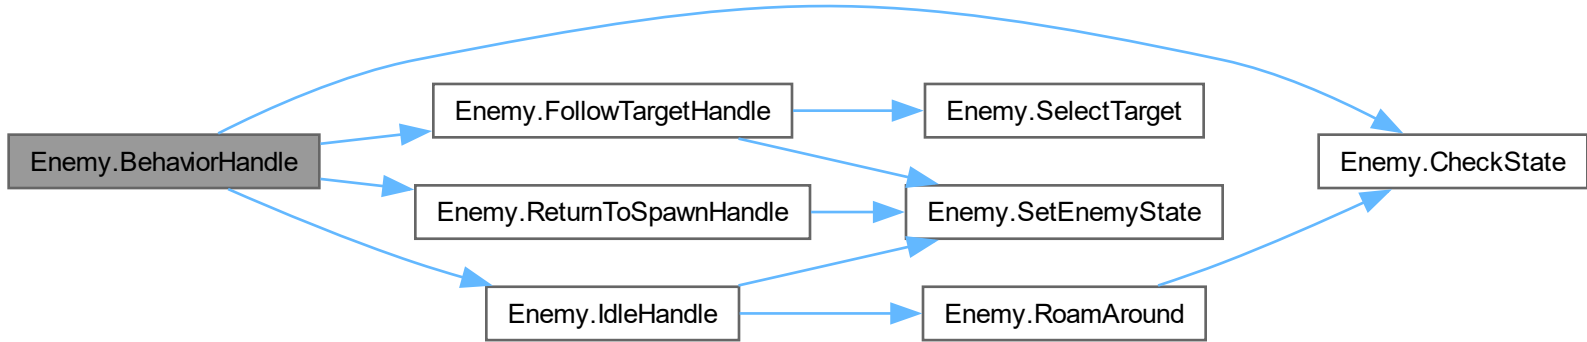 Enemy.BehaviorHandle
Enemy.FollowTargetHandle
Enemy.ReturnToSpawnHandle
Enemy.IdleHandle
Enemy.SelectTarget
Enemy.SetEnemyState
Enemy.RoamAround
Enemy.CheckState